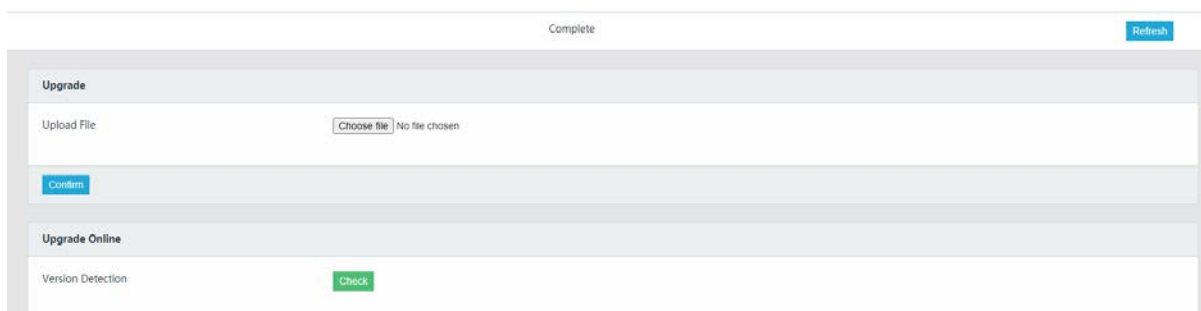 Complete
Refresh
Upgrade
Upload File
Choose file No file chosen
Confirm
Upgrade Online
Version Detection
Check